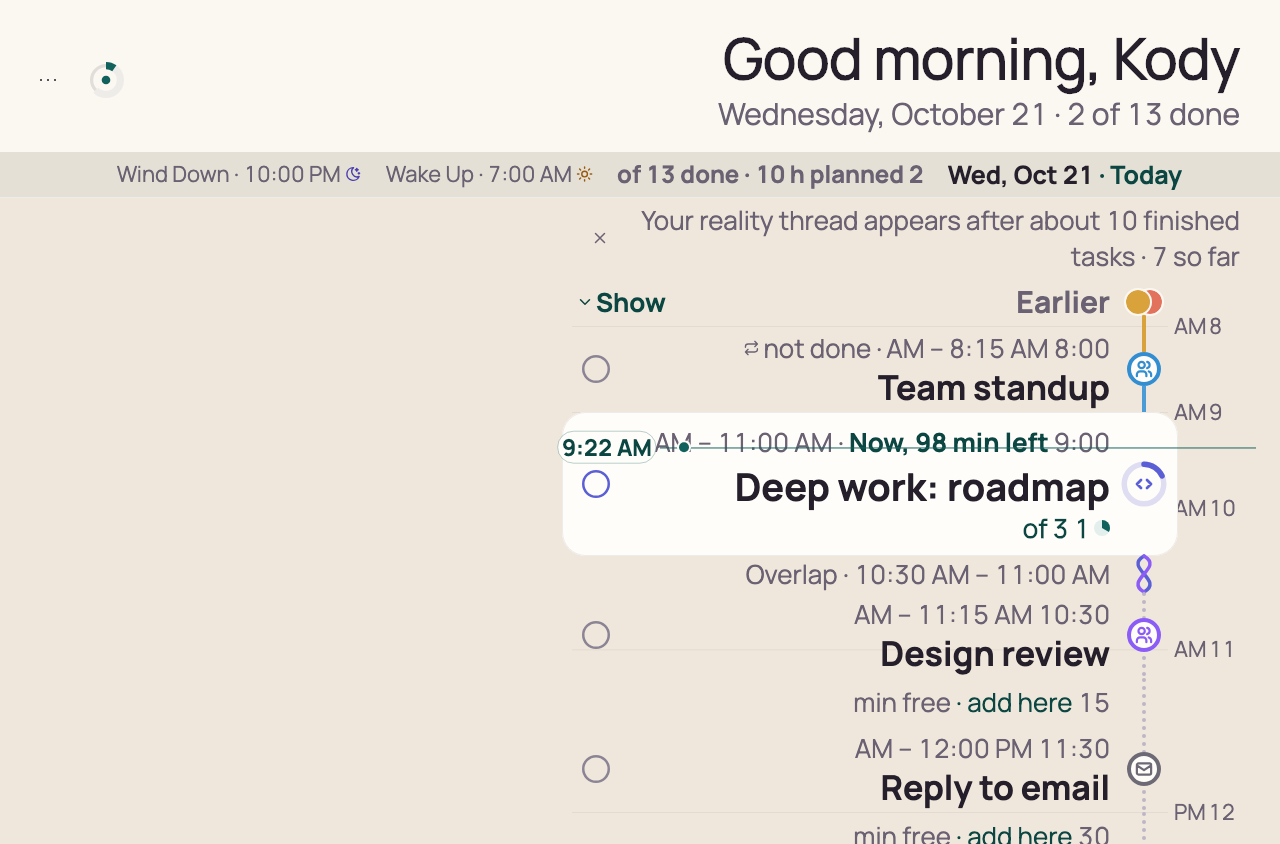 Good morning, Kody
Wednesday, October 21 · 2 of 13 done
Wind Down · 10:00 PM Wake Up · 7:00 AM of 13 done · 10 h planned 2 Wed, Oct 21 · Today
Your reality thread appears after about 10 finished
tasks · 7 so far
Show Earlier
AM 8
not done · AM – 8:15 AM 8:00
Team standup
AM 9
9:22 AM AM – 11:00 AM · Now, 98 min left 9:00
Deep work: roadmap
AM 10
of 3 1
Overlap · 10:30 AM – 11:00 AM
AM – 11:15 AM 10:30
Design review
AM 11
min free · add here 15
AM – 12:00 PM 11:30
Reply to email
PM 12
min free · add here 30